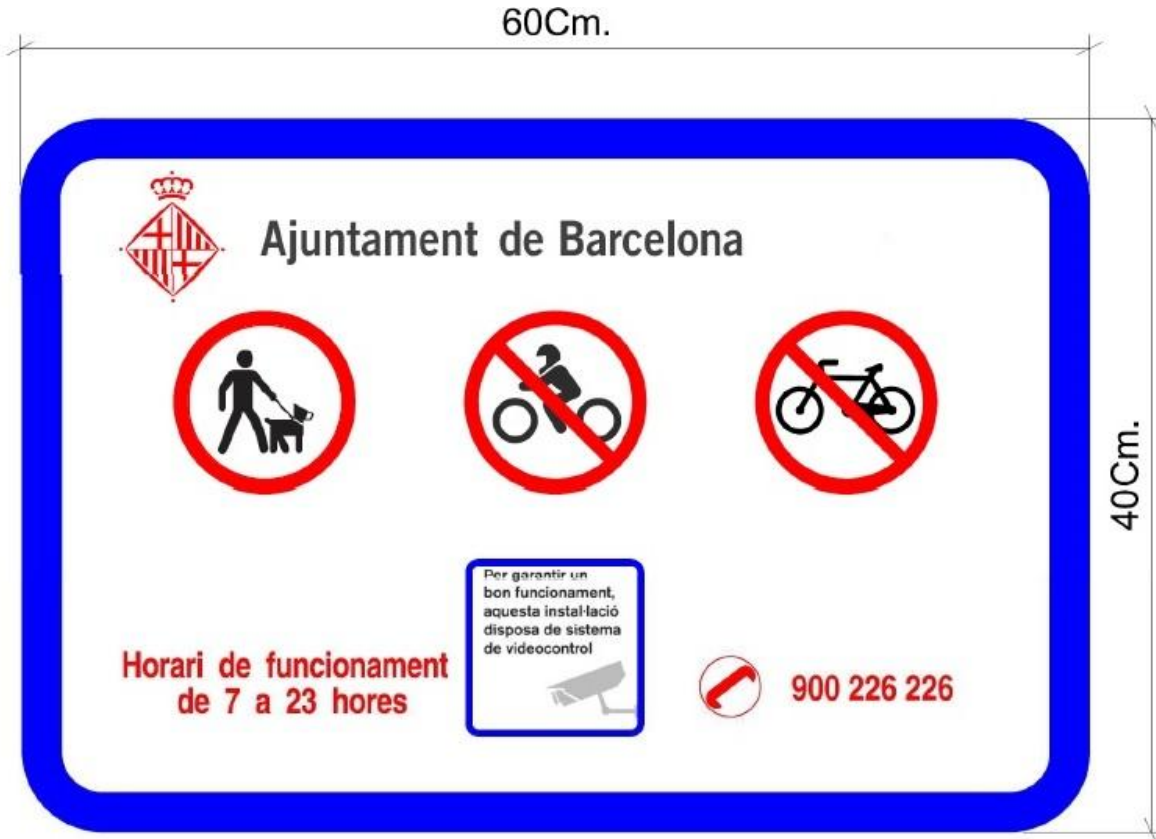 60Cm.
Ajuntament de Barcelona
40Cm.
Per garantir un
bon funcionament,
aquesta instal·lació
disposa de sistema
de videocontrol
Horari de funcionament
de 7 a 23 hores
900 226 226